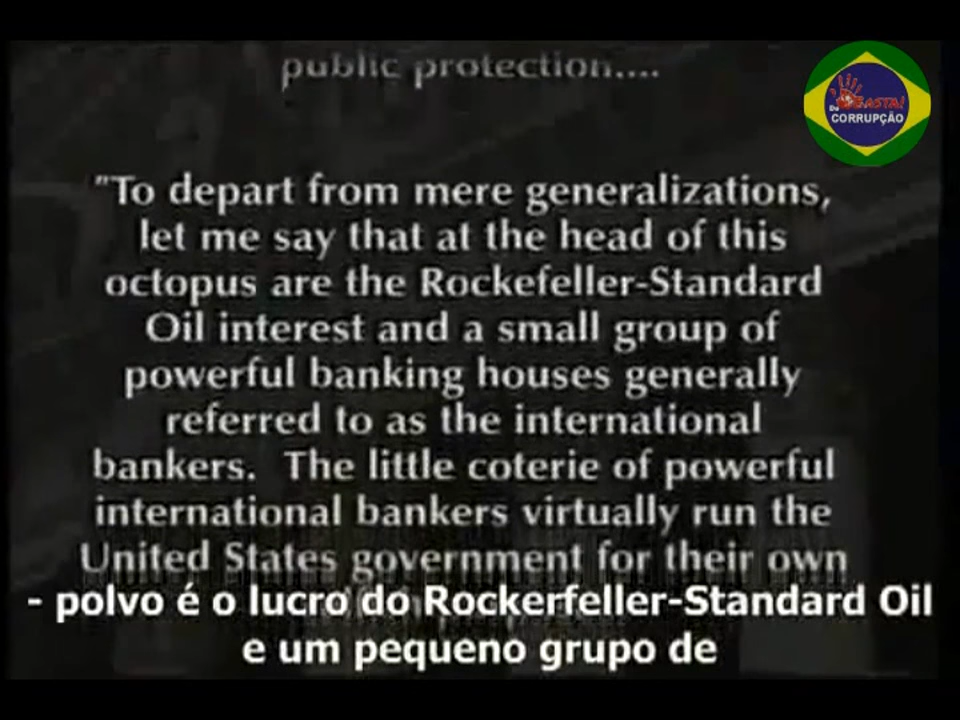 public protection....
"To depart from mere generalizations,
let me say that at the head of this
octopus are the Rockefeller-Standard
Oil interest and a small group of
powerful banking houses generally
referred to as the international
bankers.  The little coterie of powerful
international bankers virtually run the
United States government for their own
- polvo é o lucro do Rockerfeller-Standard Oil
e um pequeno grupo de
BASTA!
CORRUPÇÃO